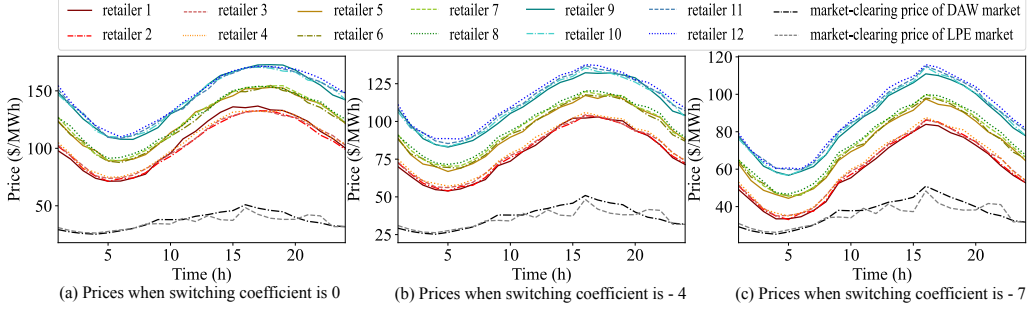 retailer 1 retailer 3 retailer 5 retailer 7 retailer 9 retailer 11 market-clearing price of DAW market
retailer 2 retailer 4 retailer 6 retailer 8 retailer 10 retailer 12 market-clearing price of LPE market
Price ($/MWh)
150
100
50
5 10 15 20
Time (h)
(a) Prices when switching coefficient is 0
Price ($/MWh)
125
100
75
50
25
5 10 15 20
Time (h)
(b) Prices when switching coefficient is - 4
Price ($/MWh)
120
100
80
60
40
5 10 15 20
Time (h)
(c) Prices when switching coefficient is - 7